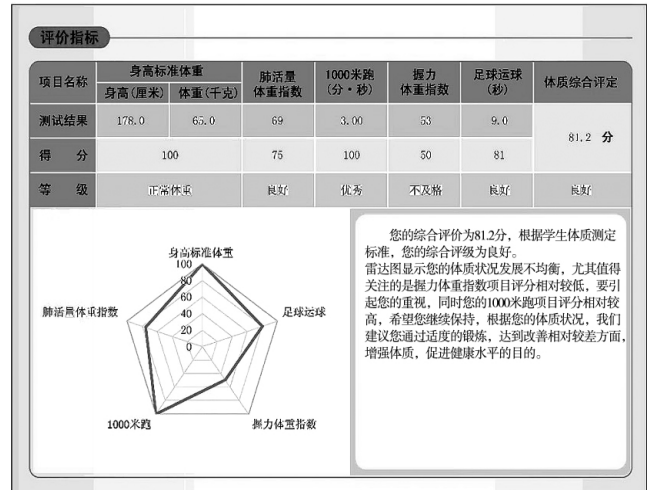 评价指标
项目名称 身高标准体重 肺活量体重指数 1000米跑(分·秒) 握力体重指数 足球运球(秒) 体质综合评定
身高(厘米) 体重(千克)
测试结果 178.0 65.0 69 3.00 53 9.0 81.2 分
得 分 100 75 100 50 81
等 级 正常体重 良好 优秀 不及格 良好 良好
身高标准体重
100
80
60
40
20
0
足球运球
握力体重指数
1000米跑
肺活量体重指数
您的综合评价为81.2分，根据学生体质测定
标准，您的综合评级为良好。
雷达图显示您的体质状况发展不均衡，尤其值得
关注的是握力体重指数项目评分相对较低，要引
起您的重视，同时您的1000米跑项目评分相对较
高，希望您继续保持，根据您的体质状况，我们
建议您通过适度的锻炼，达到改善相对较差方面，
增强体质，促进健康水平的目的。